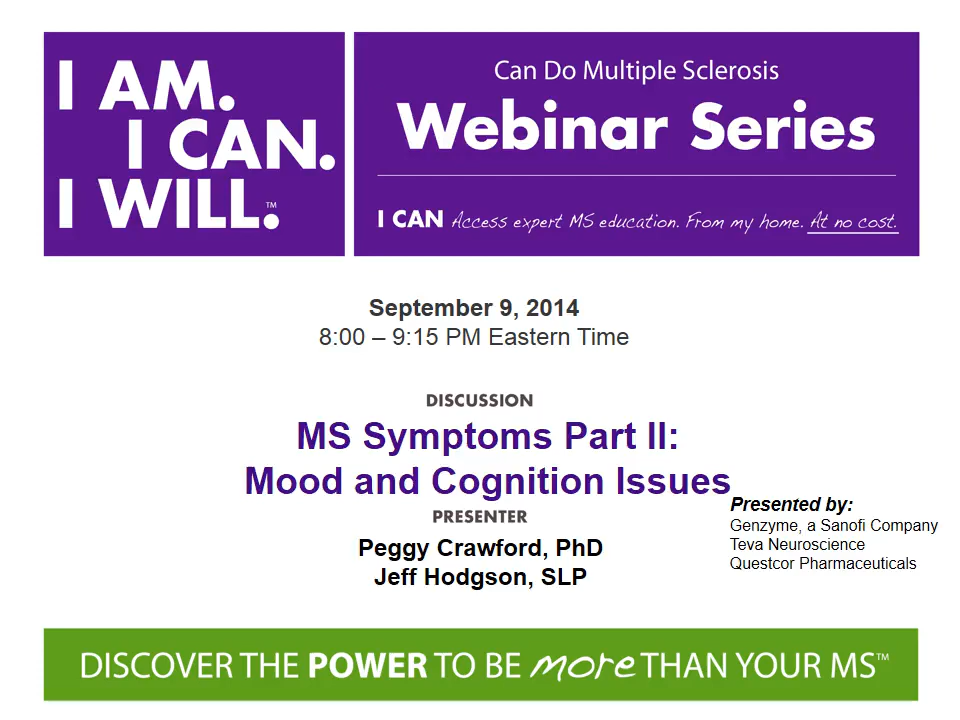 I AM.
I CAN.
I WILL.™
Can Do Multiple Sclerosis
Webinar Series
I CAN Access expert MS education. From my home. At no cost.
September 9, 2014
8:00 – 9:15 PM Eastern Time
DISCUSSION
MS Symptoms Part II:
Mood and Cognition Issues
PRESENTER
Peggy Crawford, PhD
Jeff Hodgson, SLP
Presented by:
Genzyme, a Sanofi Company
Teva Neuroscience
Questcor Pharmaceuticals
DISCOVER THE POWER TO BE more THAN YOUR MS™